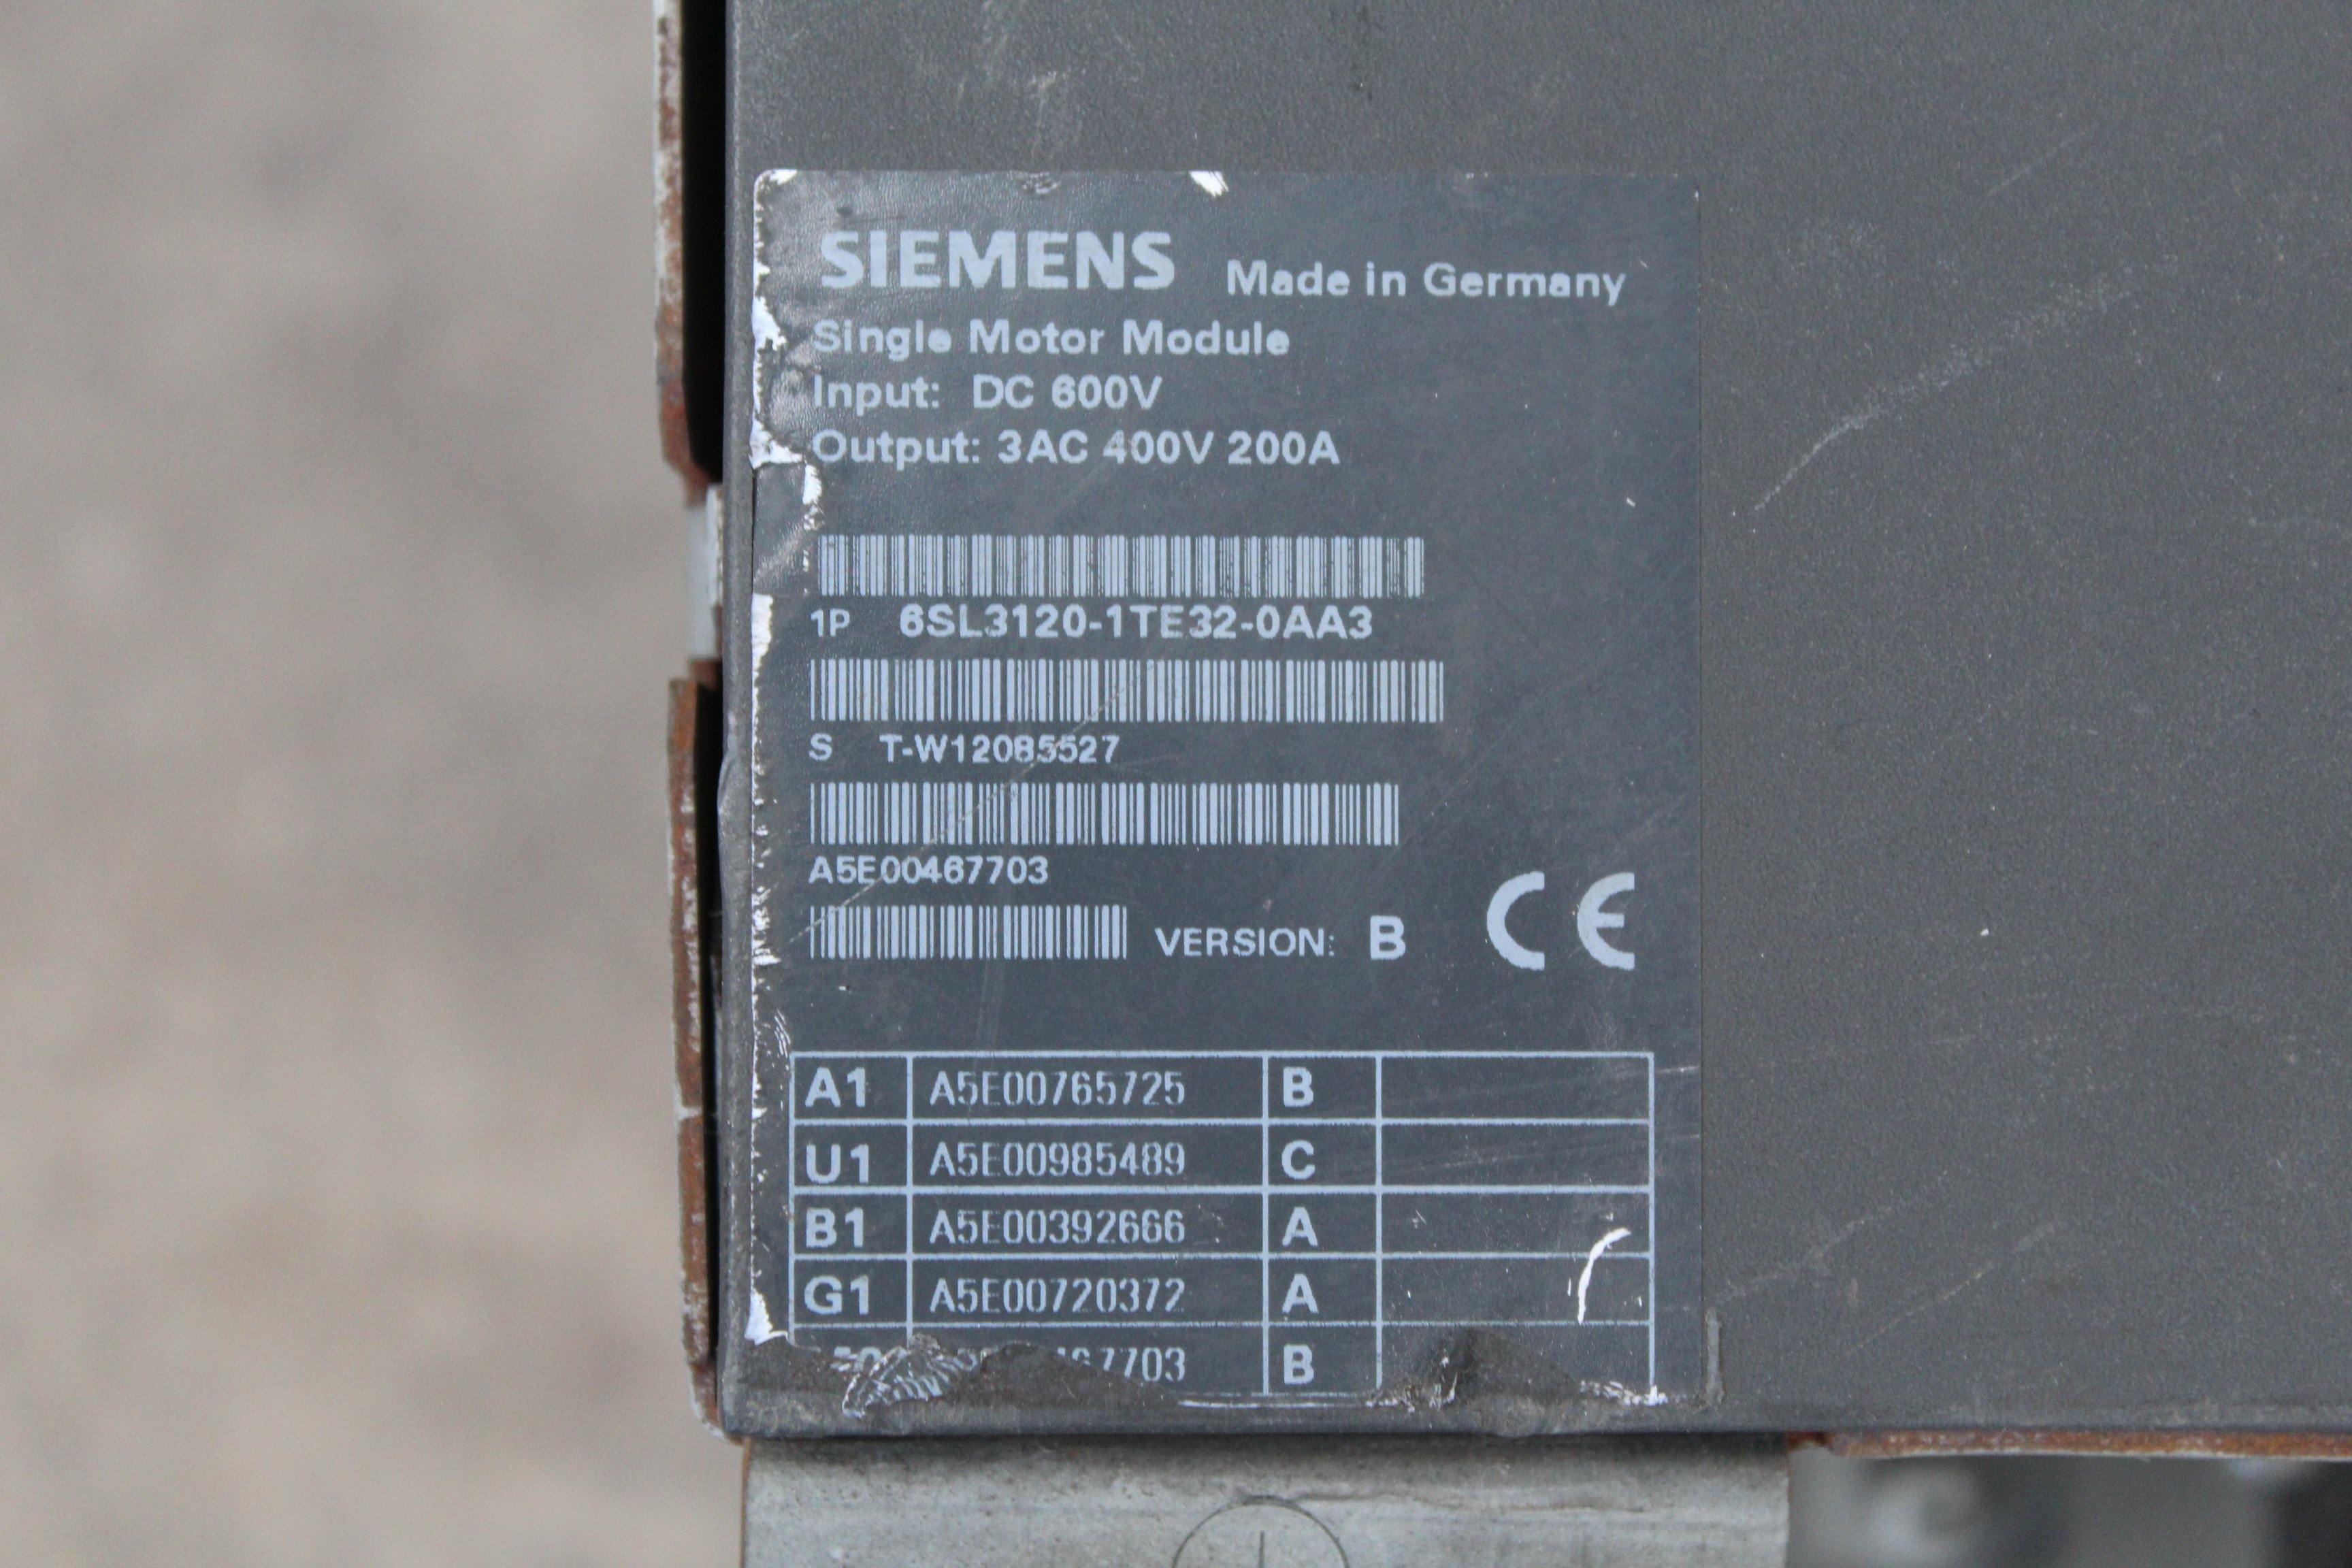 SIEMENS Made in Germany
Single Motor Module
Input: DC 600V
Output: 3AC 400V 200A
1P 6SL3120-1TE32-0AA3
S T-W12085527
A5E00467703
VERSION: B CE
A1 A5E00765725 B
U1 A5E00985489 C
B1 A5E00392666 A
G1 A5E00720372 A
B